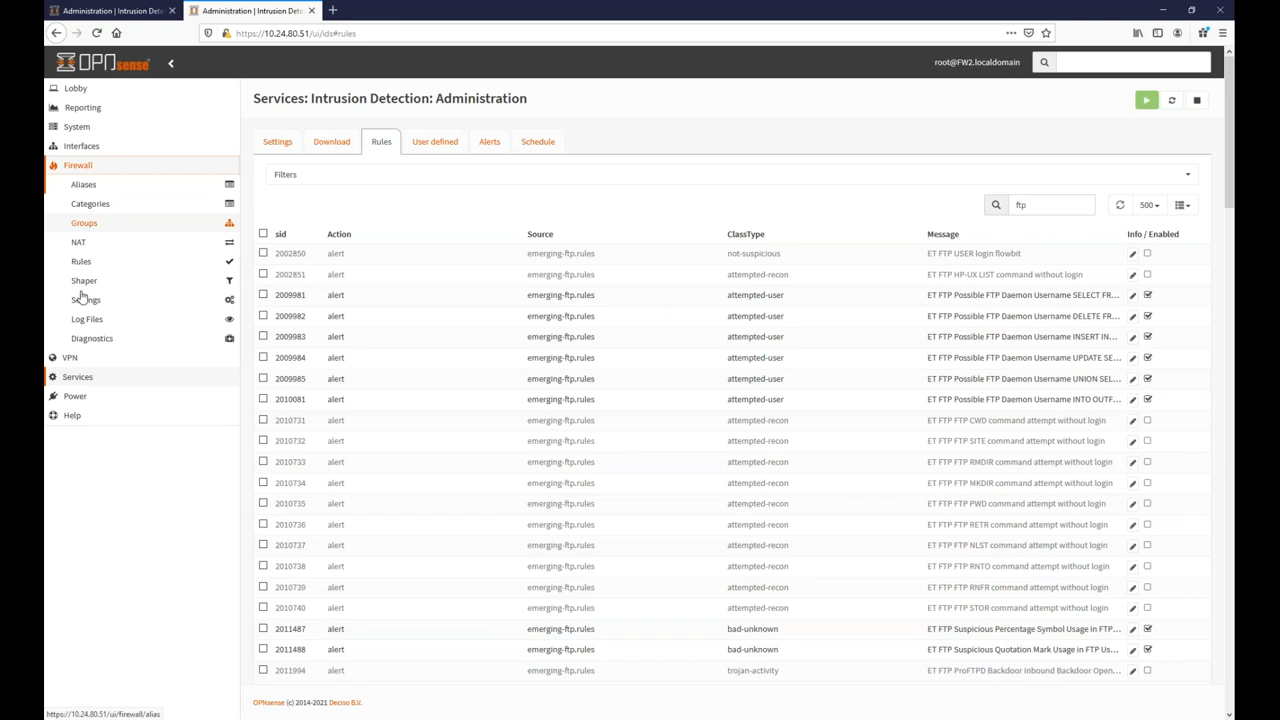 Administration | Intrusion Dete
Administration | Intrusion Dete
https://10.24.80.51/ui/ids#rules
OPNsense
root@FW2.localdomain
Lobby
Reporting
System
Interfaces
Firewall
Aliases
Categories
Groups
NAT
Rules
Shaper
Settings
Log Files
Diagnostics
VPN
Services
Power
Help
Services: Intrusion Detection: Administration
Settings Download Rules User defined Alerts Schedule
Filters
ftp 500
sid Action Source ClassType Message Info / Enabled
2002850 alert emerging-ftp.rules not-suspicious ET FTP USER login flowbit
2002851 alert emerging-ftp.rules attempted-recon ET FTP HP-UX LIST command without login
2009981 alert emerging-ftp.rules attempted-user ET FTP Possible FTP Daemon Username SELECT FR...
2009982 alert emerging-ftp.rules attempted-user ET FTP Possible FTP Daemon Username DELETE FR...
2009983 alert emerging-ftp.rules attempted-user ET FTP Possible FTP Daemon Username INSERT IN...
2009984 alert emerging-ftp.rules attempted-user ET FTP Possible FTP Daemon Username UPDATE SE...
2009985 alert emerging-ftp.rules attempted-user ET FTP Possible FTP Daemon Username UNION SEL...
2010081 alert emerging-ftp.rules attempted-user ET FTP Possible FTP Daemon Username INTO OUTF...
2010731 alert emerging-ftp.rules attempted-recon ET FTP FTP CWD command attempt without login
2010732 alert emerging-ftp.rules attempted-recon ET FTP FTP SITE command attempt without login
2010733 alert emerging-ftp.rules attempted-recon ET FTP FTP RMDIR command attempt without login
2010734 alert emerging-ftp.rules attempted-recon ET FTP FTP MKDIR command attempt without login
2010735 alert emerging-ftp.rules attempted-recon ET FTP FTP PWD command attempt without login
2010736 alert emerging-ftp.rules attempted-recon ET FTP FTP RETR command attempt without login
2010737 alert emerging-ftp.rules attempted-recon ET FTP FTP NLST command attempt without login
2010738 alert emerging-ftp.rules attempted-recon ET FTP FTP RNTO command attempt without login
2010739 alert emerging-ftp.rules attempted-recon ET FTP FTP RNFR command attempt without login
2010740 alert emerging-ftp.rules attempted-recon ET FTP FTP STOR command attempt without login
2011487 alert emerging-ftp.rules bad-unknown ET FTP Suspicious Percentage Symbol Usage in FTP...
2011488 alert emerging-ftp.rules bad-unknown ET FTP Suspicious Quotation Mark Usage in FTP Us...
2011994 alert emerging-ftp.rules trojan-activity ET FTP ProFTPD Backdoor Inbound Backdoor Open...
OPNsense (c) 2014-2021 Deciso B.V.
https://10.24.80.51/ui/firewall/alias